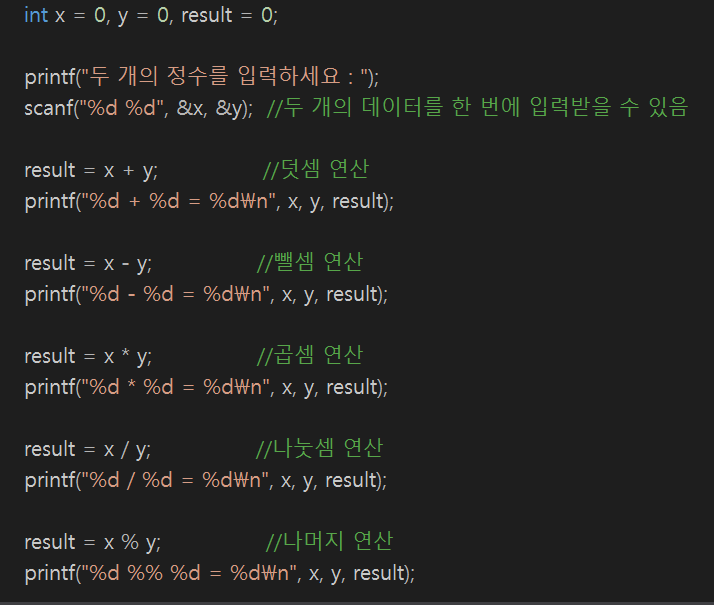 int x = 0, y = 0, result = 0;
printf("두 개의 정수를 입력하세요 : ");
scanf("%d %d", &x, &y);  //두 개의 데이터를 한 번에 입력받을 수 있음
result = x + y;  //덧셈 연산
printf("%d + %d = %d₩n", x, y, result);
result = x - y;  //뺄셈 연산
printf("%d - %d = %d₩n", x, y, result);
result = x * y;  //곱셈 연산
printf("%d * %d = %d₩n", x, y, result);
result = x / y;  //나눗셈 연산
printf("%d / %d = %d₩n", x, y, result);
result = x % y;  //나머지 연산
printf("%d %% %d = %d₩n", x, y, result);